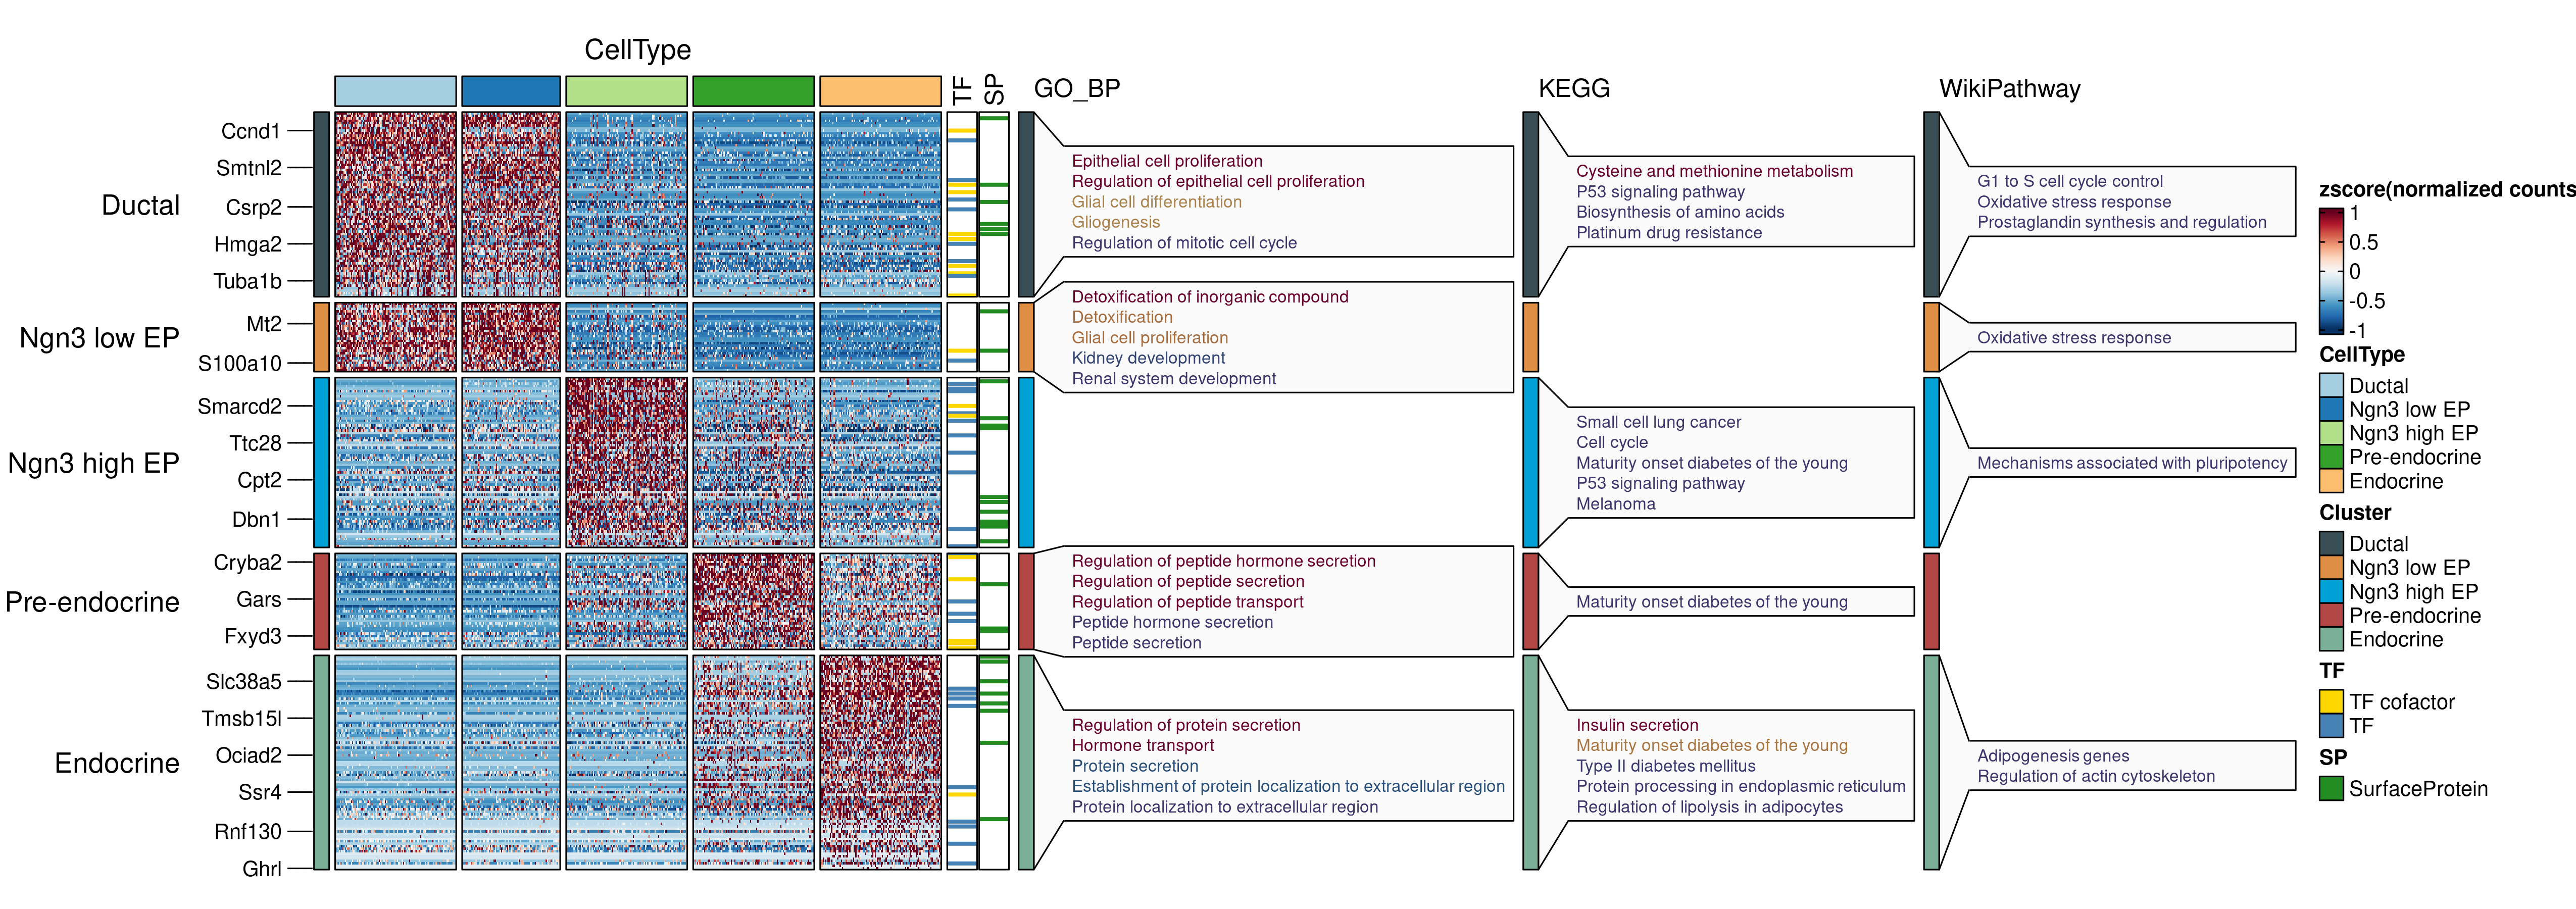 CellType
TF
SP
GO_BP
KEGG
WikiPathway
Ductal
Ccnd1
Smtnl2
Csrp2
Hmga2
Tuba1b
Epithelial cell proliferation
Regulation of epithelial cell proliferation
Glial cell differentiation
Gliogenesis
Regulation of mitotic cell cycle
Cysteine and methionine metabolism
P53 signaling pathway
Biosynthesis of amino acids
Platinum drug resistance
G1 to S cell cycle control
Oxidative stress response
Prostaglandin synthesis and regulation
Ngn3 low EP
Mt2
S100a10
Detoxification of inorganic compound
Detoxification
Glial cell proliferation
Kidney development
Renal system development
Oxidative stress response
Ngn3 high EP
Smarcd2
Ttc28
Cpt2
Dbn1
Small cell lung cancer
Cell cycle
Maturity onset diabetes of the young
P53 signaling pathway
Melanoma
Mechanisms associated with pluripotency
Pre-endocrine
Cryba2
Gars
Fxyd3
Regulation of peptide hormone secretion
Regulation of peptide secretion
Regulation of peptide transport
Peptide hormone secretion
Peptide secretion
Maturity onset diabetes of the young
Endocrine
Slc38a5
Tmsb15l
Ociad2
Ssr4
Rnf130
Ghrl
Regulation of protein secretion
Hormone transport
Protein secretion
Establishment of protein localization to extracellular region
Protein localization to extracellular region
Insulin secretion
Maturity onset diabetes of the young
Type II diabetes mellitus
Protein processing in endoplasmic reticulum
Regulation of lipolysis in adipocytes
Adipogenesis genes
Regulation of actin cytoskeleton
zscore(normalized counts
1
0.5
0
-0.5
-1
CellType
Ductal
Ngn3 low EP
Ngn3 high EP
Pre-endocrine
Endocrine
Cluster
Ductal
Ngn3 low EP
Ngn3 high EP
Pre-endocrine
Endocrine
TF
TF cofactor
TF
SP
SurfaceProtein